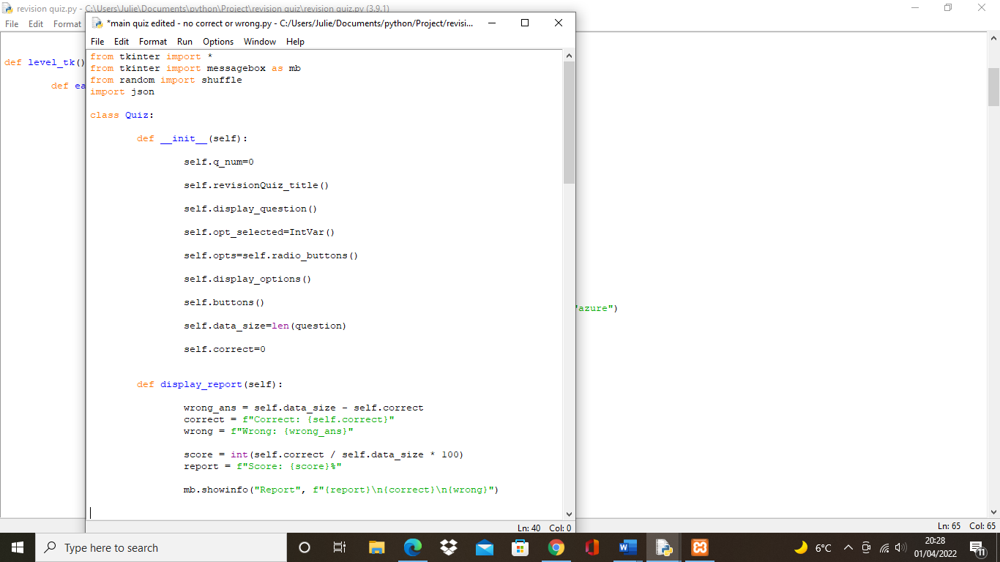 revision quiz.py - C:\Users\Julie\Documents\python\Project\revision quiz\revision quiz.py (3.9.1)
File Edit Format
def level_tk()
def ea
"azure")
Ln: 65 Col: 65
*main quiz edited - no correct or wrong.py - C:/Users/Julie/Documents/python/Project/revisi...
File Edit Format Run Options Window Help
from tkinter import *
from tkinter import messagebox as mb
from random import shuffle
import json
class Quiz:
def __init__(self):
self.q_num=0
self.revisionQuiz_title()
self.display_question()
self.opt_selected=IntVar()
self.opts=self.radio_buttons()
self.display_options()
self.buttons()
self.data_size=len(question)
self.correct=0
def display_report(self):
wrong_ans = self.data_size - self.correct
correct = f"Correct: {self.correct}"
wrong = f"Wrong: {wrong_ans}"
score = int(self.correct / self.data_size * 100)
report = f"Score: {score}%"
mb.showinfo("Report", f"{report}\n{correct}\n{wrong}")
Ln: 40 Col: 0
Type here to search
6°C
20:28
01/04/2022
11